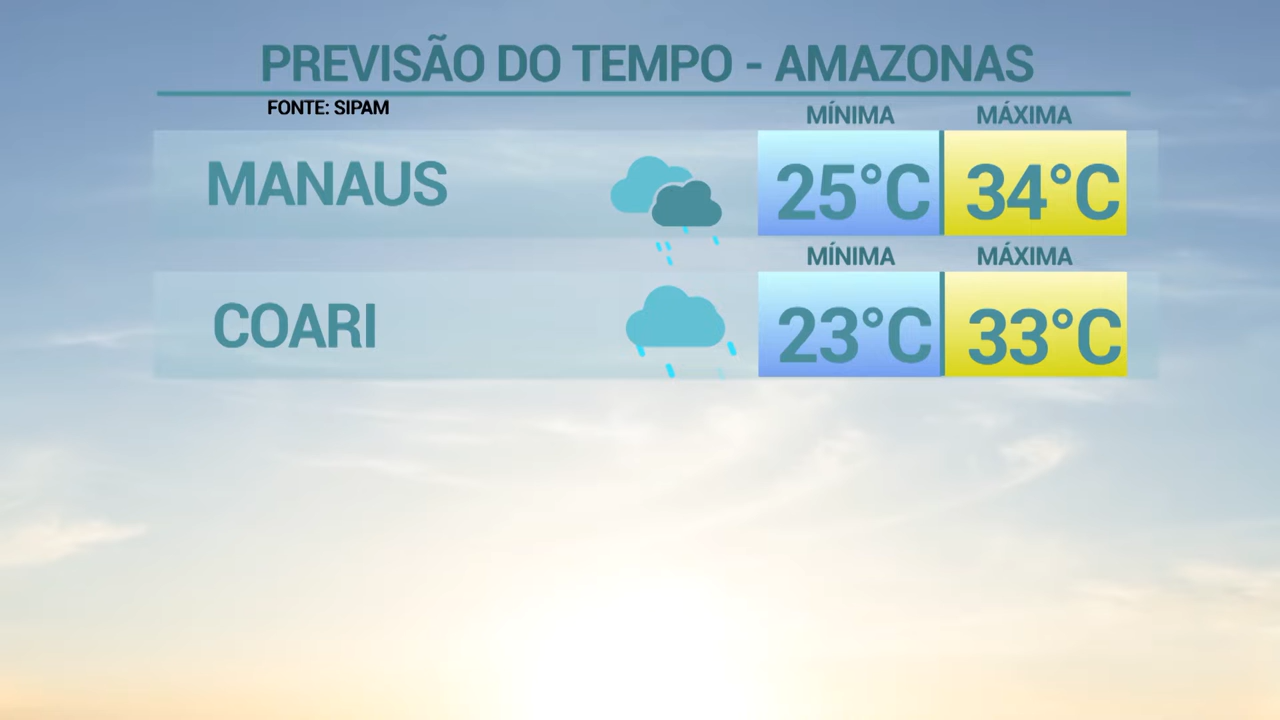 PREVISÃO DO TEMPO - AMAZONAS
FONTE: SIPAM
MÍNIMA MÁXIMA
MANAUS 25°C 34°C
MÍNIMA MÁXIMA
COARI 23°C 33°C